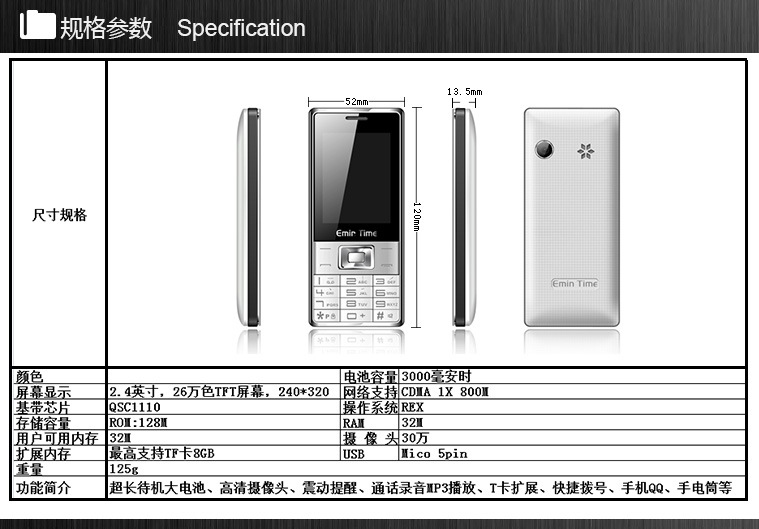 规格参数 Specification
13.5mm
52mm
120mm
尺寸规格
Emin Time
Emin Time
颜色 电池容量 3000毫安时
屏幕显示 2.4英寸，26万色TFT屏幕，240*320 网络支持 CDMA 1X 800M
基带芯片 QSC1110 操作系统 REX
存储容量 ROM:128M RAM 32M
用户可用内存 32M 摄 像 头 30万
扩展内存 最高支持TF卡8GB USB Mico 5pin
重量 125g
功能简介 超长待机大电池、高清摄像头、震动提醒、通话录音MP3播放、T卡扩展、快捷拨号、手机QQ、手电筒等